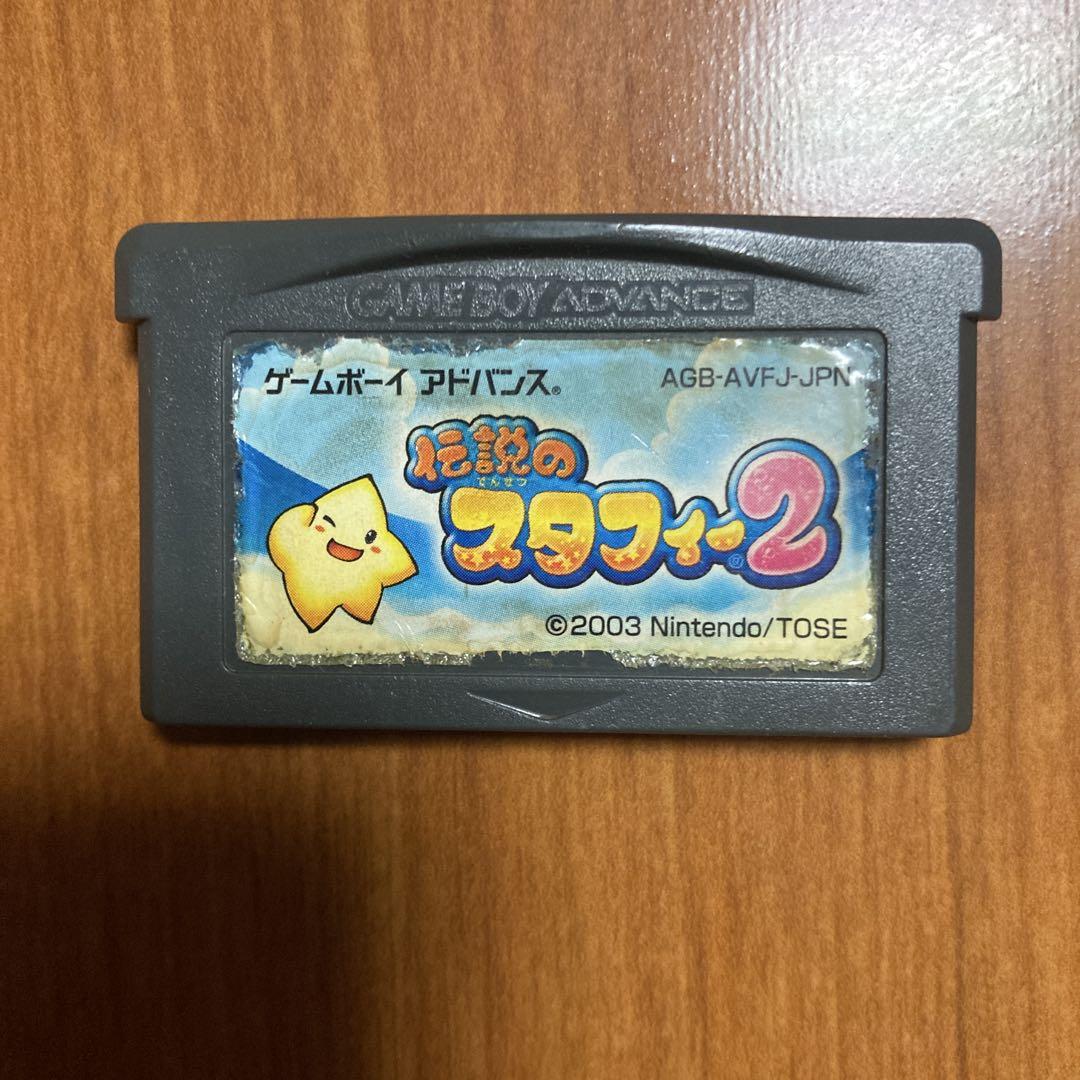 GAME BOY ADVANCE
ゲームボーイ アドバンス®
AGB-AVFJ-JPN
伝説の
でんせつ
スタフィー®2
©2003 Nintendo/TOSE